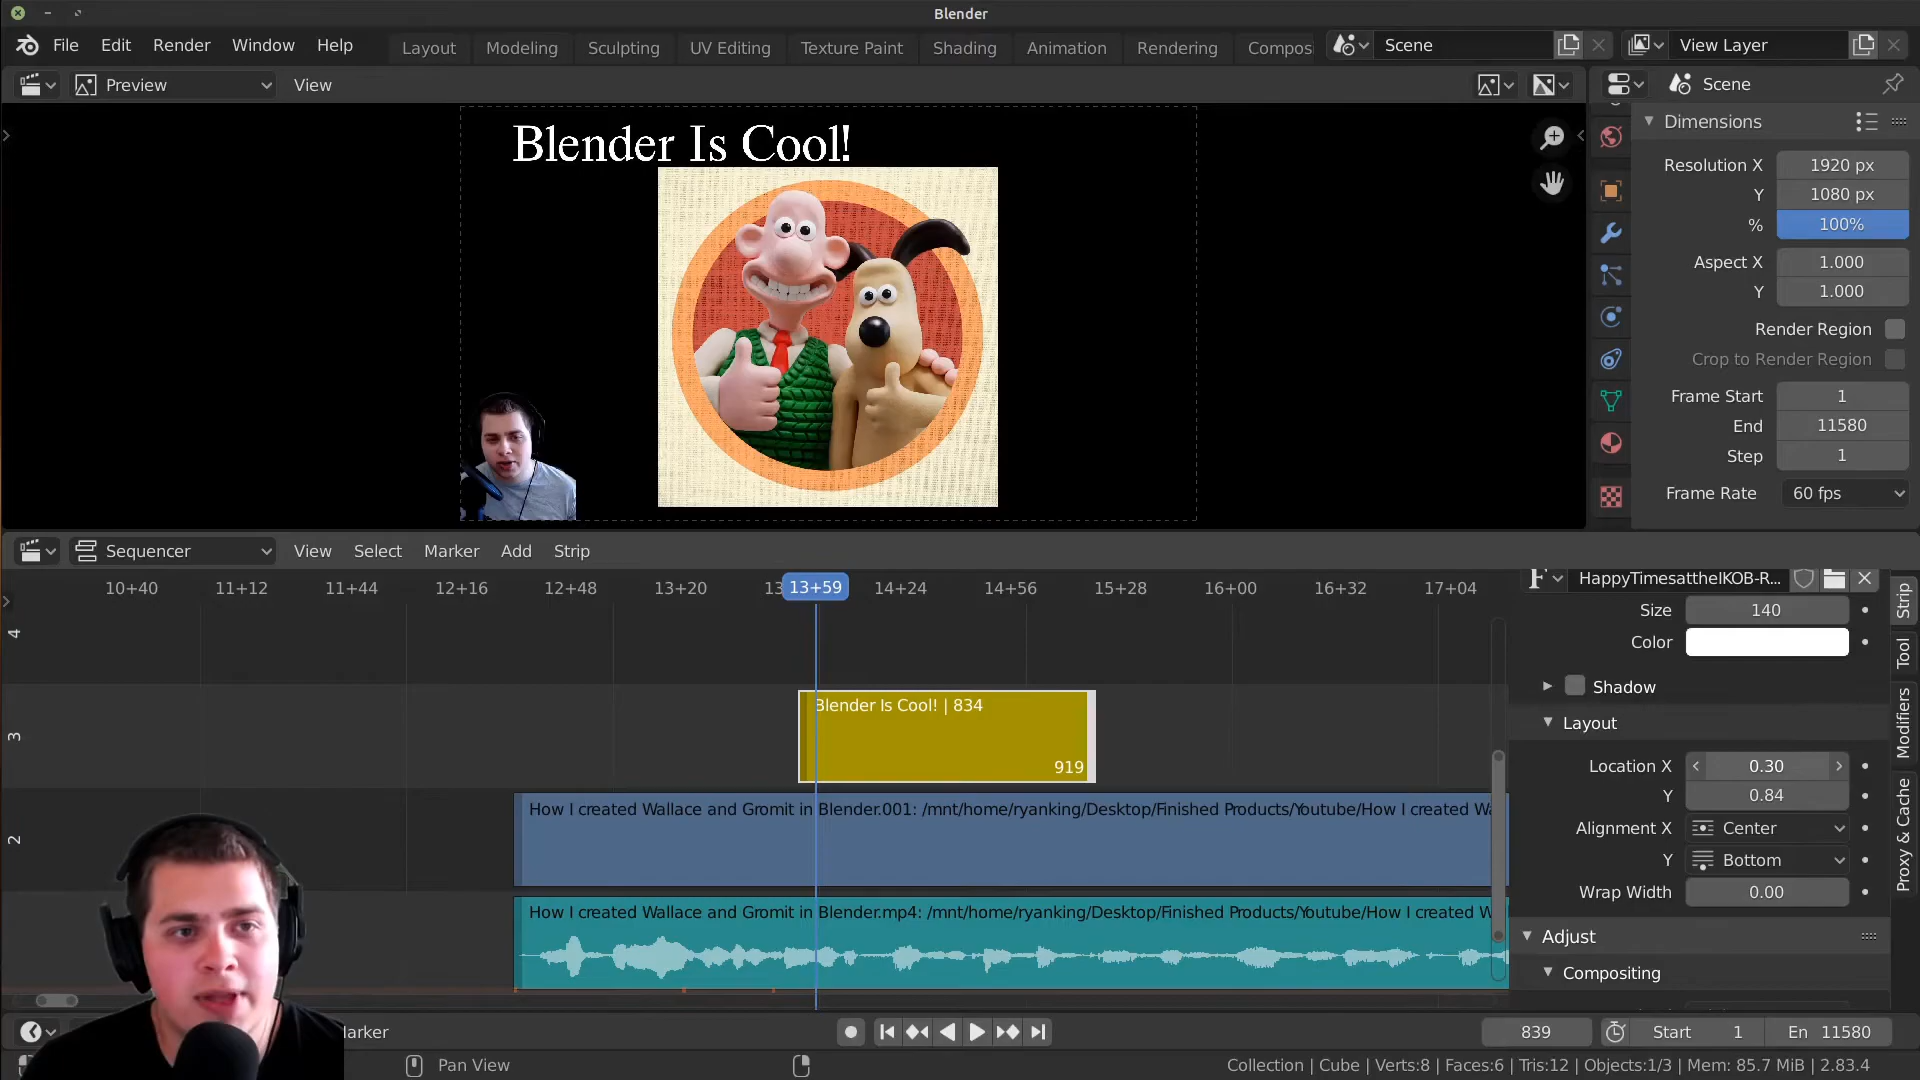 Blender
File Edit Render Window Help Layout Modeling Sculpting UV Editing Texture Paint Shading Animation Rendering Compos Scene View Layer
Preview View Scene
Blender Is Cool!
Dimensions
Resolution X 1920 px
Y 1080 px
% 100%
Aspect X 1.000
Y 1.000
Render Region
Crop to Render Region
Frame Start 1
End 11580
Step 1
Frame Rate 60 fps
Sequencer View Select Marker Add Strip
10+40 11+12 11+44 12+16 12+48 13+20 13 13+59 14+24 14+56 15+28 16+00 16+32 17+04
F HappyTimesattheIKOB-R...
Size 140
Color
Shadow
Layout
Location X 0.30
Y 0.84
Alignment X Center
Y Bottom
Wrap Width 0.00
Adjust
Compositing
Strip
Tool
Modifiers
Proxy & Cache
4
3
2
Blender Is Cool! | 834
919
How I created Wallace and Gromit in Blender.001: /mnt/home/ryanking/Desktop/Finished Products/Youtube/How I created Wa
How I created Wallace and Gromit in Blender.mp4: /mnt/home/ryanking/Desktop/Finished Products/Youtube/How I created W
larker 839 Start 1 En 11580
Pan View Collection | Cube | Verts:8 | Faces:6 | Tris:12 | Objects:1/3 | Mem: 85.7 MiB | 2.83.4